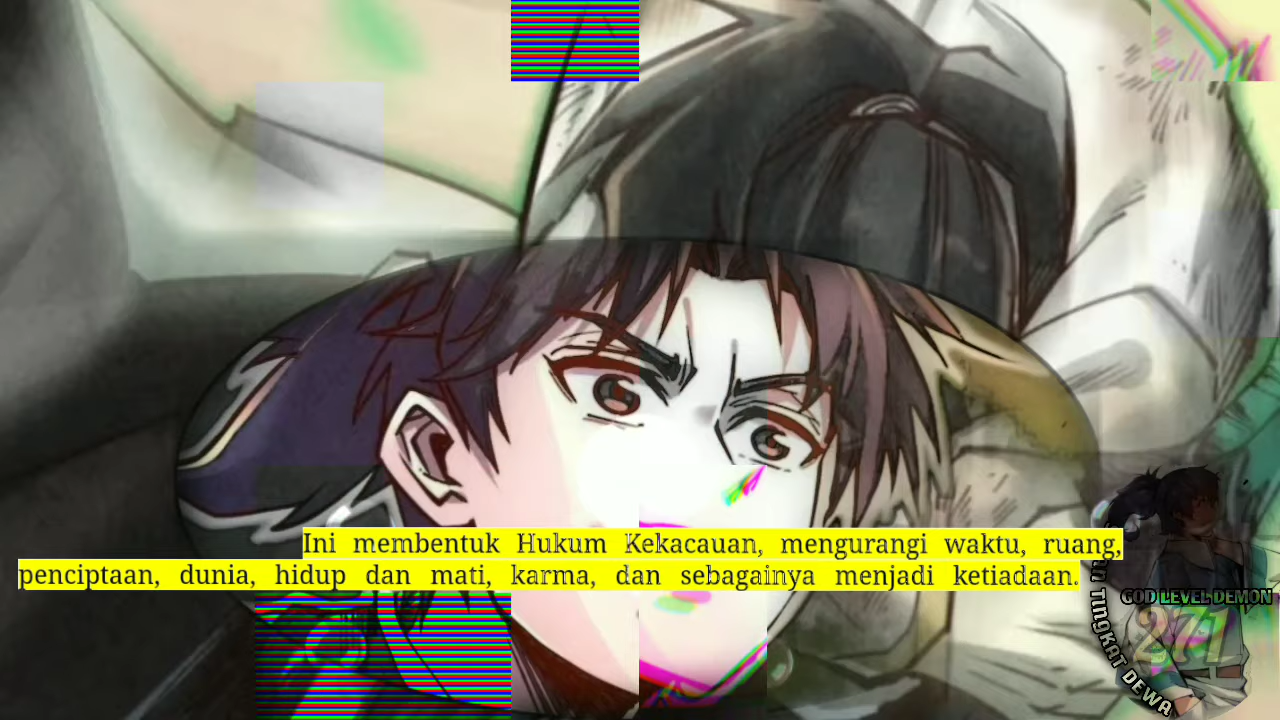 Ini membentuk Hukum Kekacauan, mengurangi waktu, ruang,
penciptaan, dunia, hidup dan mati, karma, dan sebagainya menjadi ketiadaan.
GOD LEVEL DEMON
271
TINGKAT DEWA